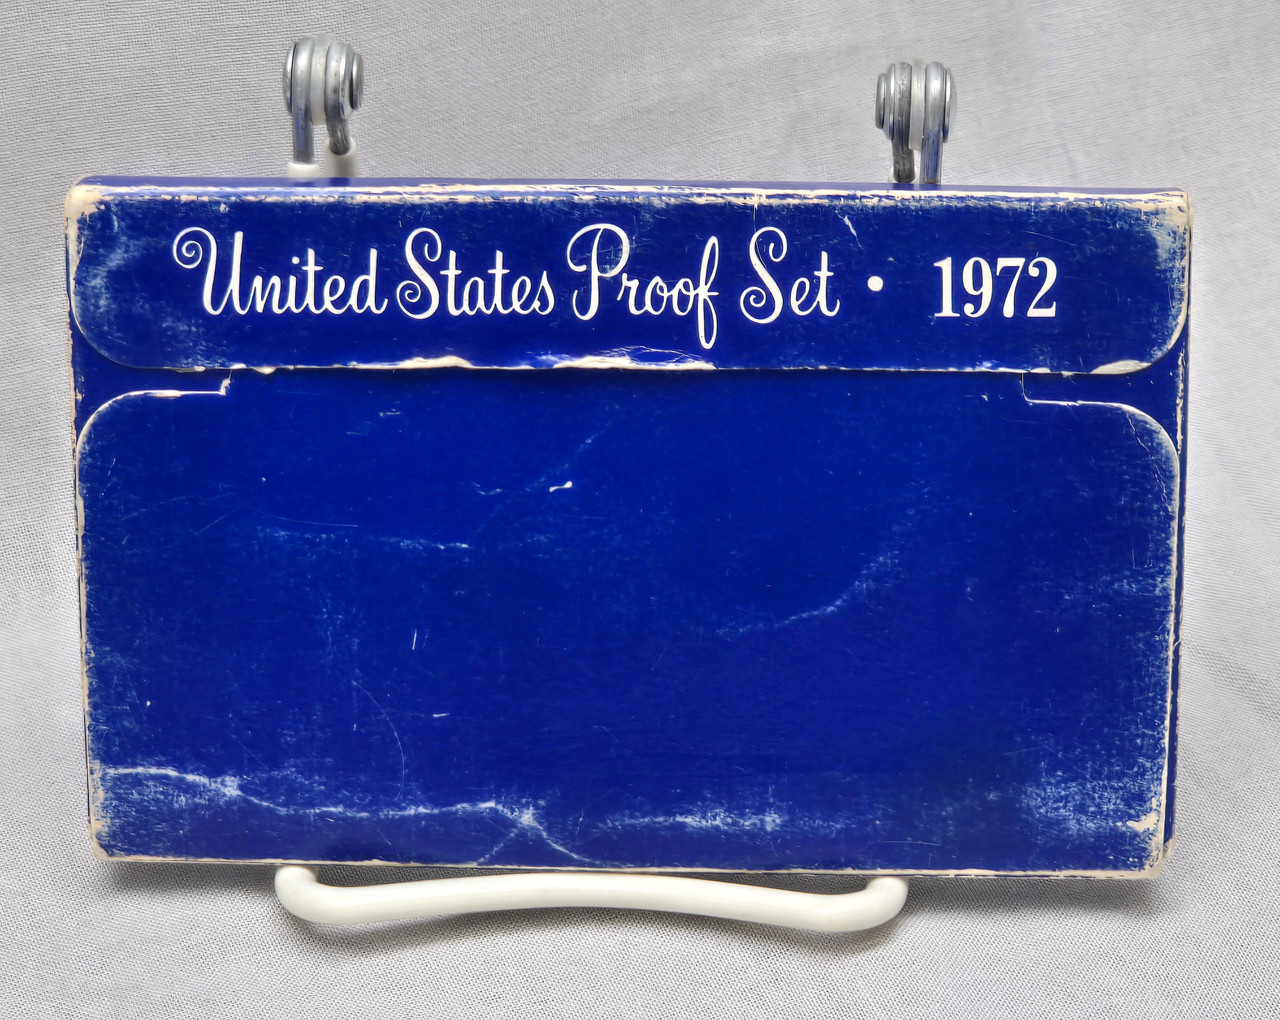 United States Proof Set • 1972